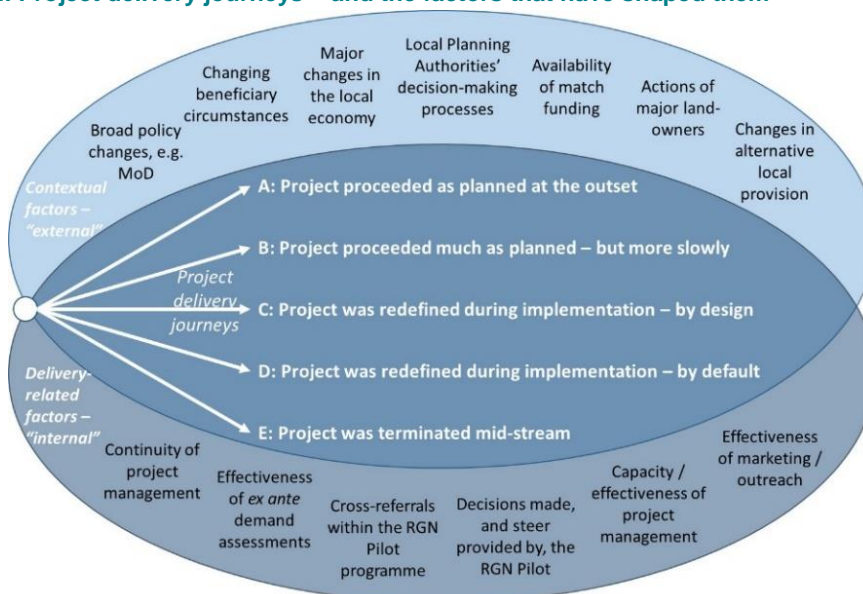 Project delivery journeys – and the factors that have shaped them
Broad policy
changes, e.g.
MoD
Changing
beneficiary
circumstances
Major
changes in
the local
economy
Local Planning
Authorities’
decision-making
processes
Availability
of match
funding
Actions of
major land-
owners
Changes in
alternative
local
provision
Contextual
factors –
“external”
A: Project proceeded as planned at the outset
B: Project proceeded much as planned – but more slowly
Project
delivery
journeys
C: Project was redefined during implementation – by design
D: Project was redefined during implementation – by default
E: Project was terminated mid-stream
Delivery-
related
factors –
“internal”
Continuity of
project
management
Effectiveness
of ex ante
demand
assessments
Cross-referrals
within the RGN
Pilot
programme
Decisions made,
and steer
provided by, the
RGN Pilot
Capacity /
effectiveness of
project
management
Effectiveness
of marketing /
outreach